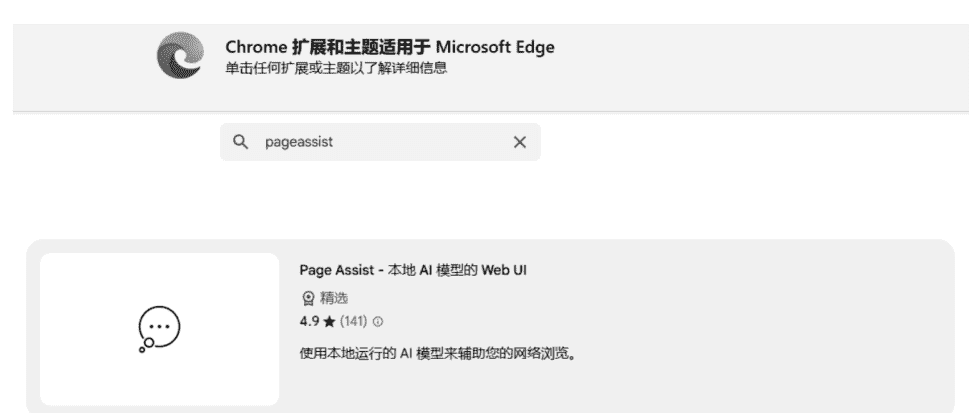 Chrome 扩展和主题适用于 Microsoft Edge
单击任何扩展或主题以了解详细信息
pageassist
Page Assist - 本地 AI 模型的 Web UI
精选
4.9 ★ (141)
使用本地运行的 AI 模型来辅助您的网络浏览。